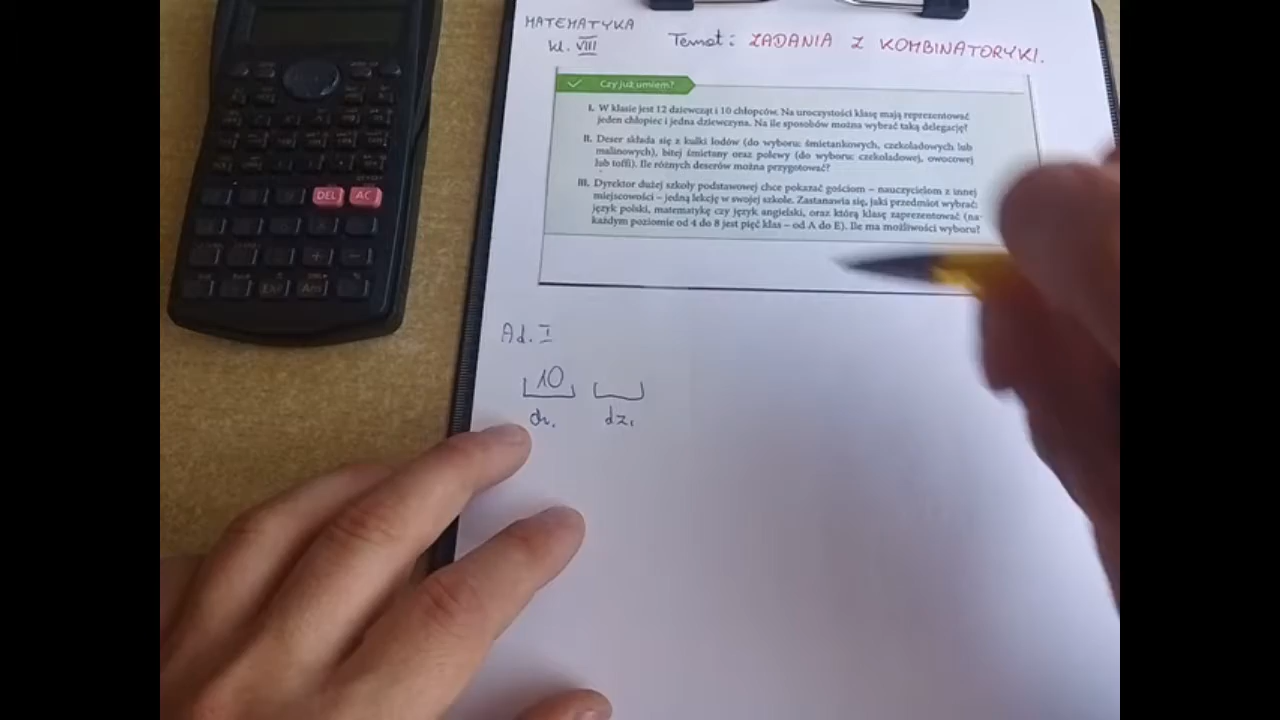 MATEMATYKA
kl. VIII
Temat: ZADANIA Z KOMBINATORYKI.
Czy już umiem?
I. W klasie jest 12 dziewcząt i 10 chłopców. Na uroczystości klasę mają reprezentować
jeden chłopiec i jedna dziewczyna. Na ile sposobów można wybrać taką delegację?
II. Deser składa się z kulki lodów (do wyboru: śmietankowych, czekoladowych lub
malinowych), bitej śmietany oraz polewy (do wyboru: czekoladowej, owocowej
lub toffi). Ile różnych deserów można przygotować?
III. Dyrektor dużej szkoły podstawowej chce pokazać gościom – nauczycielom z innej
miejscowości – jedną lekcję w swojej szkole. Zastanawia się, jaki przedmiot wybrać:
język polski, matematykę czy język angielski, oraz którą klasę zaprezentować (na
każdym poziomie od 4 do 8 jest pięć klas – od A do E). Ile ma możliwości wyboru?
DEL AC
+ −
Ans
Ad. I
10
ch. dz.